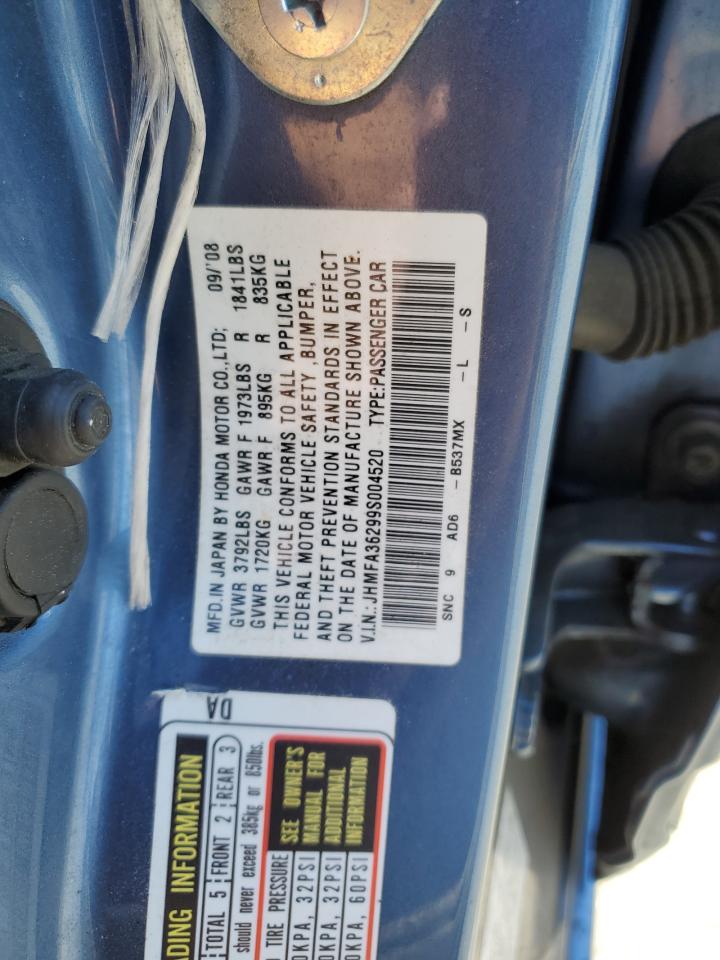 MFD.IN JAPAN BY HONDA MOTOR CO.,LTD; 09/'08
GVWR 3792LBS GAWR F 1973LBS R 1841LBS
GVWR 1720KG GAWR F 895KG R 835KG
THIS VEHICLE CONFORMS TO ALL APPLICABLE
FEDERAL MOTOR VEHICLE SAFETY ,BUMPER,
AND THEFT PREVENTION STANDARDS IN EFFECT
ON THE DATE OF MANUFACTURE SHOWN ABOVE.
V.I.N.: JHMFA36299S004520 TYPE:PASSENGER CAR
SNC 9 AD6 -B537MX -L -S
DA
INFORMATION
TOTAL 5 FRONT 2 REAR 3
should never exceed 385kg or 850lbs.
TIRE PRESSURE
SEE OWNER'S
MANUAL FOR
ADDITIONAL
INFORMATION
0KPA, 32PSI
0KPA, 32PSI
0KPA, 60PSI